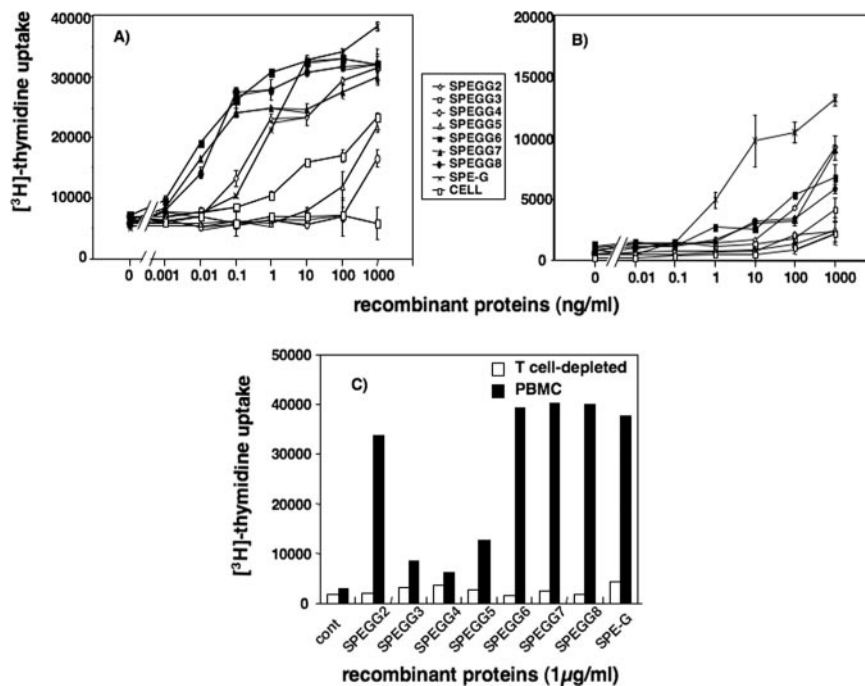 A)
[³H]-thymidine uptake
40000
30000
20000
10000
0
0 0.001 0.01 0.1 1 10 100 1000
SPEGG2
SPEGG3
SPEGG4
SPEGG5
SPEGG6
SPEGG7
SPEGG8
SPE-G
CELL
B)
20000
15000
10000
5000
0
0 0.01 0.1 1 10 100 1000
recombinant proteins (ng/ml)
C)
T cell-depleted
PBMC
[³H]-thymidine uptake
50000
40000
30000
20000
10000
0
cont SPEGG2 SPEGG3 SPEGG4 SPEGG5 SPEGG6 SPEGG7 SPEGG8 SPE-G
recombinant proteins (1µg/ml)